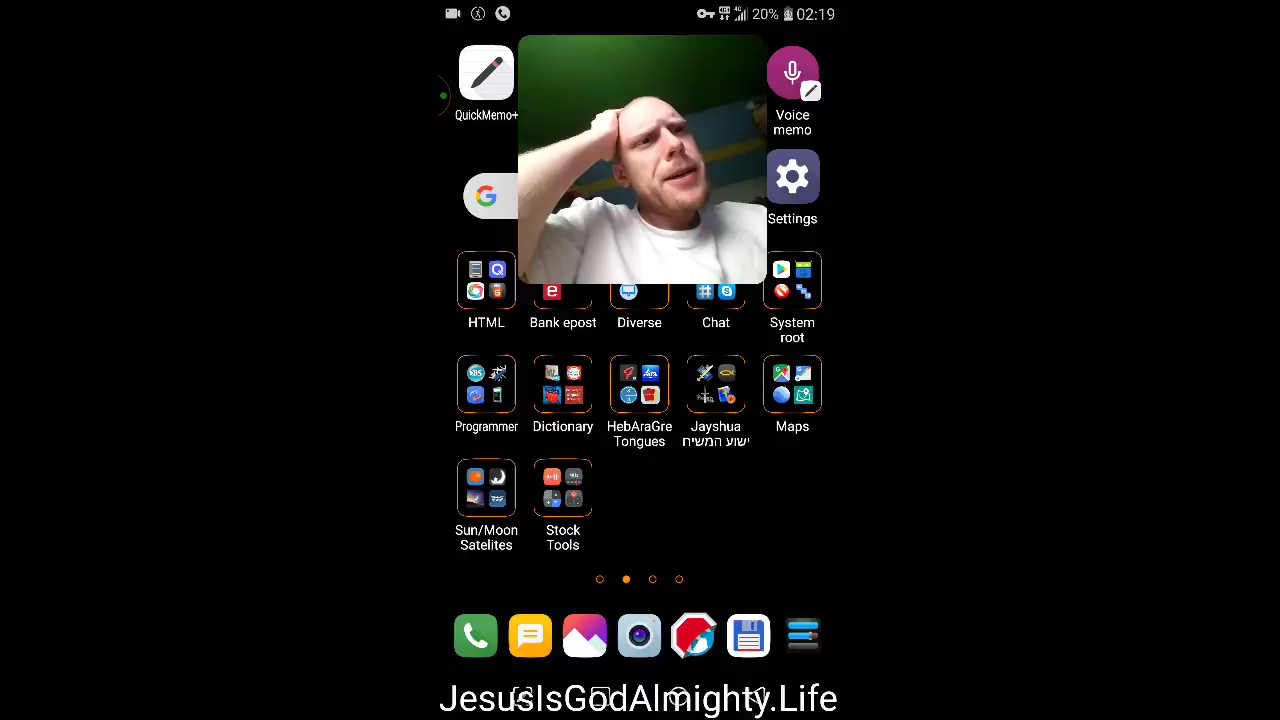 20% 02:19
QuickMemo+
Voice
memo
Settings
HTML
Bank epost
Diverse
Chat
System
root
Programmer
Dictionary
HebAraGre
Tongues
Jayshua
ישוע המשיח
Maps
Sun/Moon
Satelites
Stock
Tools
JesusIsGodAlmighty.Life